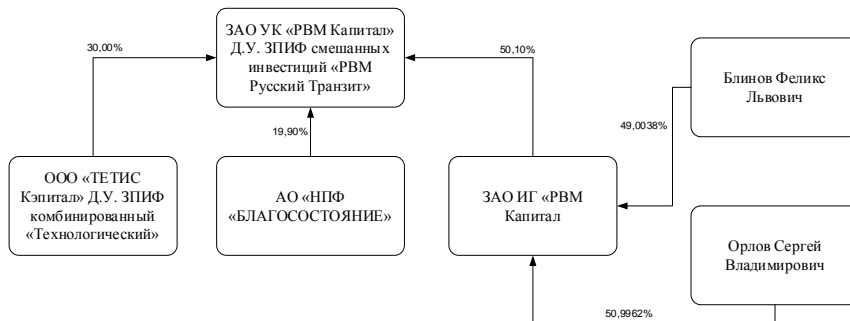 ЗАО УК «РВМ Капитал»
Д.У. ЗПИФ смешанных
инвестиций «РВМ
Русский Транзит»
30,00%
50,10%
19,90%
Блинов Феликс
Львович
49,0038%
ООО «ТЕТИС
Кэпитал» Д.У. ЗПИФ
комбинированный
«Технологический»
АО «НПФ
«БЛАГОСОСТОЯНИЕ»
ЗАО ИГ «РВМ
Капитал
Орлов Сергей
Владимирович
50,9962%